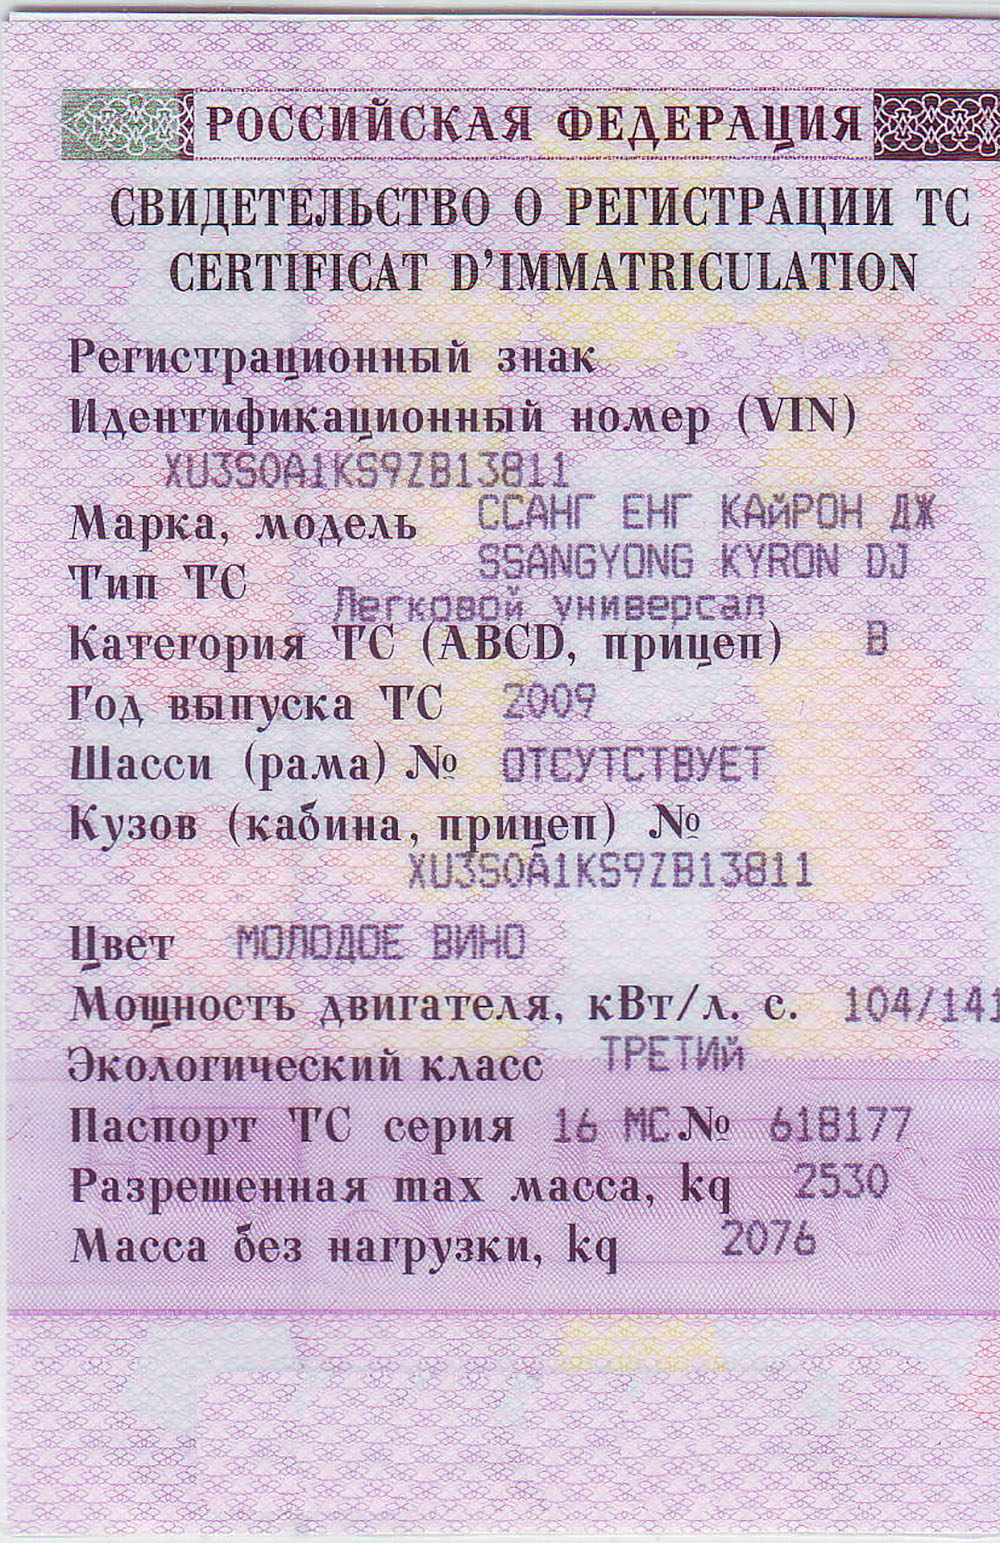 РОССИЙСКАЯ ФЕДЕРАЦИЯ
СВИДЕТЕЛЬСТВО О РЕГИСТРАЦИИ ТС
CERTIFICAT D'IMMATRICULATION
Регистрационный знак
Идентификационный номер (VIN)
XU3S0A1KS9ZB13811
Марка, модель ССАНГ ЕНГ КАЙРОН ДЖ
SSANGYONG KYRON DJ
Тип ТС Легковой универсал
Категория ТС (ABCD, прицеп) B
Год выпуска ТС 2009
Шасси (рама) № ОТСУТСТВУЕТ
Кузов (кабина, прицеп) №
XU3S0A1KS9ZB13811
Цвет МОЛОДОЕ ВИНО
Мощность двигателя, кВт/л. с. 104/141
Экологический класс ТРЕТИЙ
Паспорт ТС серия 16 МС № 618177
Разрешенная max масса, kq 2530
Масса без нагрузки, kq 2076